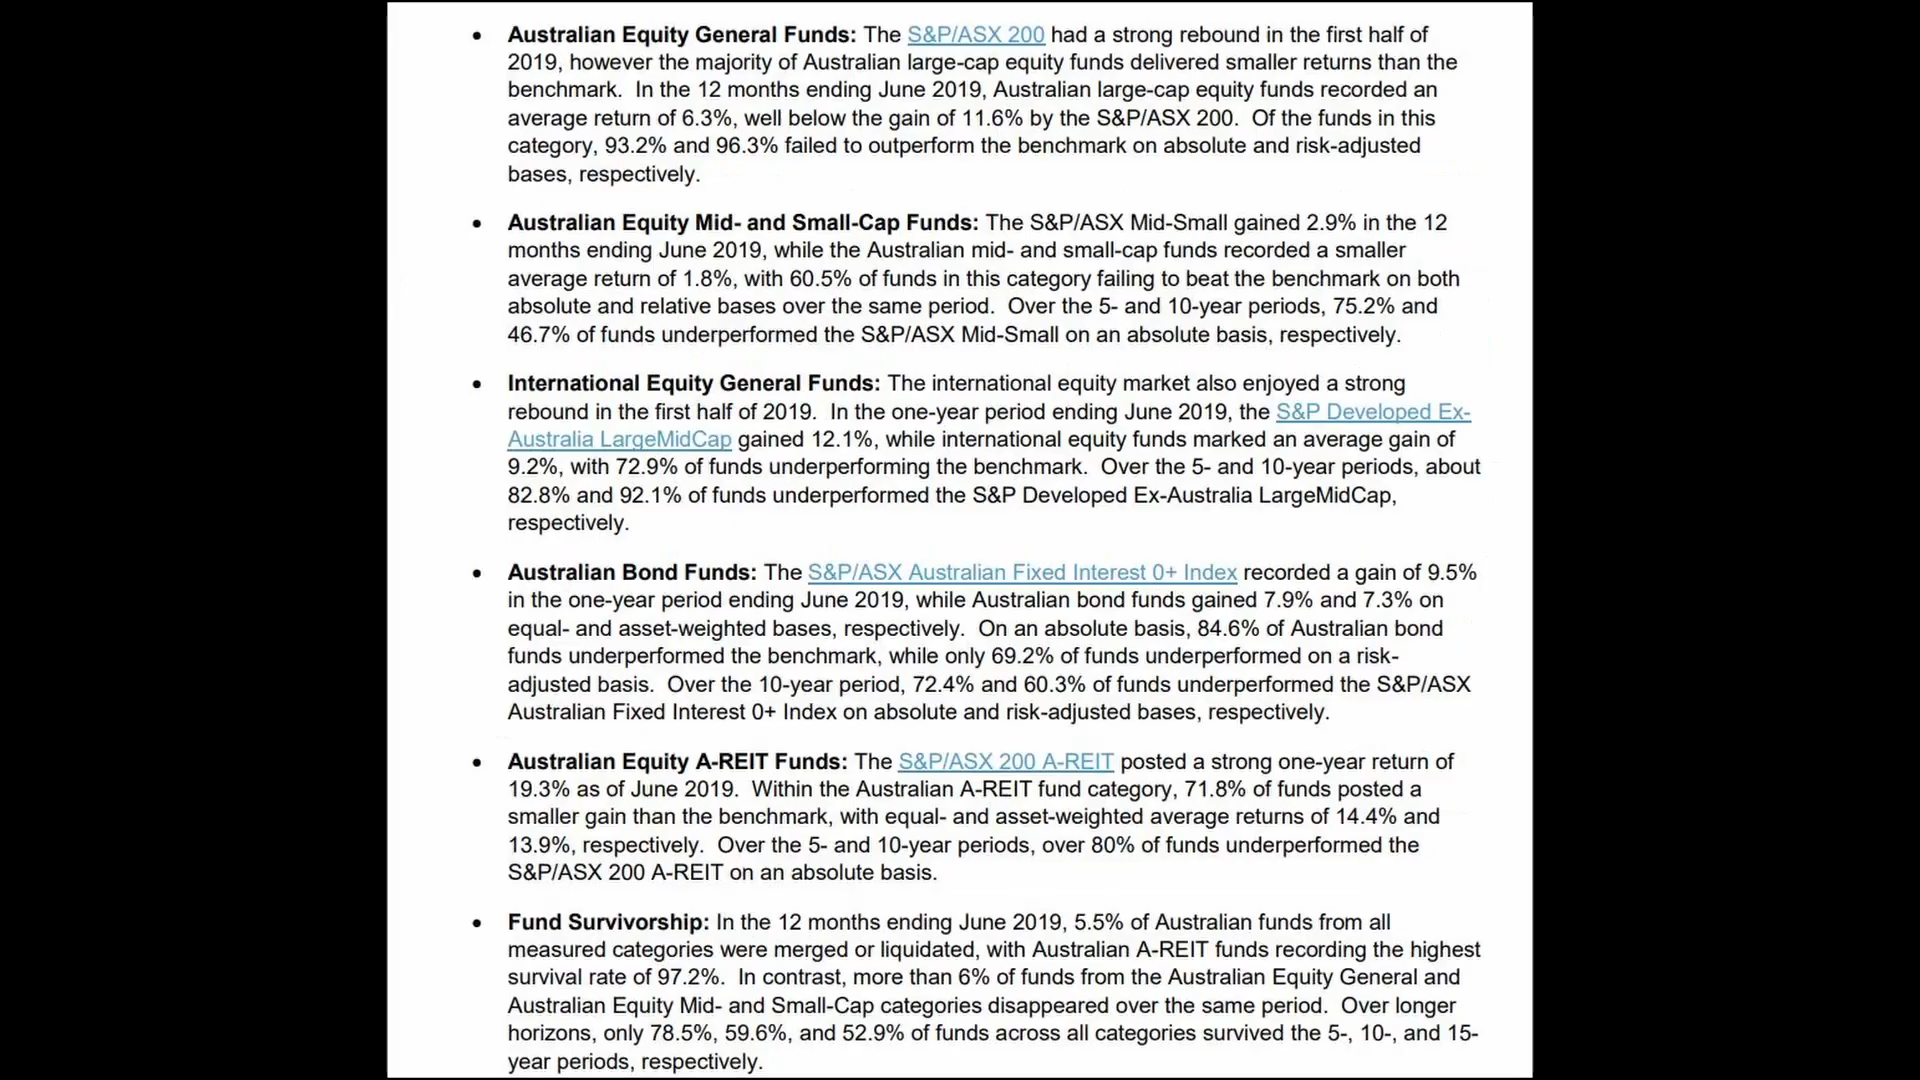 • Australian Equity General Funds: The S&P/ASX 200 had a strong rebound in the first half of
2019, however the majority of Australian large-cap equity funds delivered smaller returns than the
benchmark.  In the 12 months ending June 2019, Australian large-cap equity funds recorded an
average return of 6.3%, well below the gain of 11.6% by the S&P/ASX 200.  Of the funds in this
category, 93.2% and 96.3% failed to outperform the benchmark on absolute and risk-adjusted
bases, respectively.
• Australian Equity Mid- and Small-Cap Funds: The S&P/ASX Mid-Small gained 2.9% in the 12
months ending June 2019, while the Australian mid- and small-cap funds recorded a smaller
average return of 1.8%, with 60.5% of funds in this category failing to beat the benchmark on both
absolute and relative bases over the same period.  Over the 5- and 10-year periods, 75.2% and
46.7% of funds underperformed the S&P/ASX Mid-Small on an absolute basis, respectively.
• International Equity General Funds: The international equity market also enjoyed a strong
rebound in the first half of 2019.  In the one-year period ending June 2019, the S&P Developed Ex-
Australia LargeMidCap gained 12.1%, while international equity funds marked an average gain of
9.2%, with 72.9% of funds underperforming the benchmark.  Over the 5- and 10-year periods, about
82.8% and 92.1% of funds underperformed the S&P Developed Ex-Australia LargeMidCap,
respectively.
• Australian Bond Funds: The S&P/ASX Australian Fixed Interest 0+ Index recorded a gain of 9.5%
in the one-year period ending June 2019, while Australian bond funds gained 7.9% and 7.3% on
equal- and asset-weighted bases, respectively.  On an absolute basis, 84.6% of Australian bond
funds underperformed the benchmark, while only 69.2% of funds underperformed on a risk-
adjusted basis.  Over the 10-year period, 72.4% and 60.3% of funds underperformed the S&P/ASX
Australian Fixed Interest 0+ Index on absolute and risk-adjusted bases, respectively.
• Australian Equity A-REIT Funds: The S&P/ASX 200 A-REIT posted a strong one-year return of
19.3% as of June 2019.  Within the Australian A-REIT fund category, 71.8% of funds posted a
smaller gain than the benchmark, with equal- and asset-weighted average returns of 14.4% and
13.9%, respectively.  Over the 5- and 10-year periods, over 80% of funds underperformed the
S&P/ASX 200 A-REIT on an absolute basis.
• Fund Survivorship: In the 12 months ending June 2019, 5.5% of Australian funds from all
measured categories were merged or liquidated, with Australian A-REIT funds recording the highest
survival rate of 97.2%.  In contrast, more than 6% of funds from the Australian Equity General and
Australian Equity Mid- and Small-Cap categories disappeared over the same period.  Over longer
horizons, only 78.5%, 59.6%, and 52.9% of funds across all categories survived the 5-, 10-, and 15-
year periods, respectively.